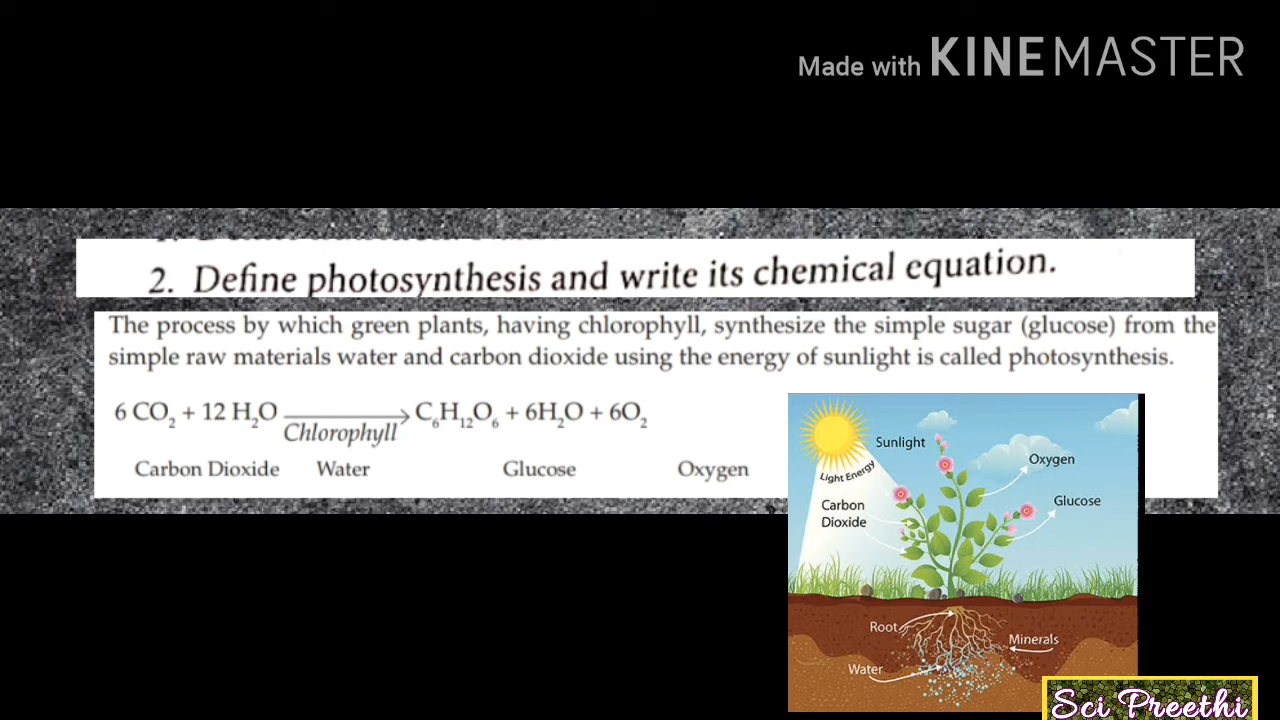 Made with KINEMASTER
2. Define photosynthesis and write its chemical equation.
The process by which green plants, having chlorophyll, synthesize the simple sugar (glucose) from the
simple raw materials water and carbon dioxide using the energy of sunlight is called photosynthesis.
6 CO₂ + 12 H₂O ⟶ C₆H₁₂O₆ + 6H₂O + 6O₂
Chlorophyll
Carbon Dioxide Water Glucose Oxygen
Sunlight
Light Energy
Oxygen
Carbon
Dioxide
Glucose
Root
Minerals
Water
Sci Preethi